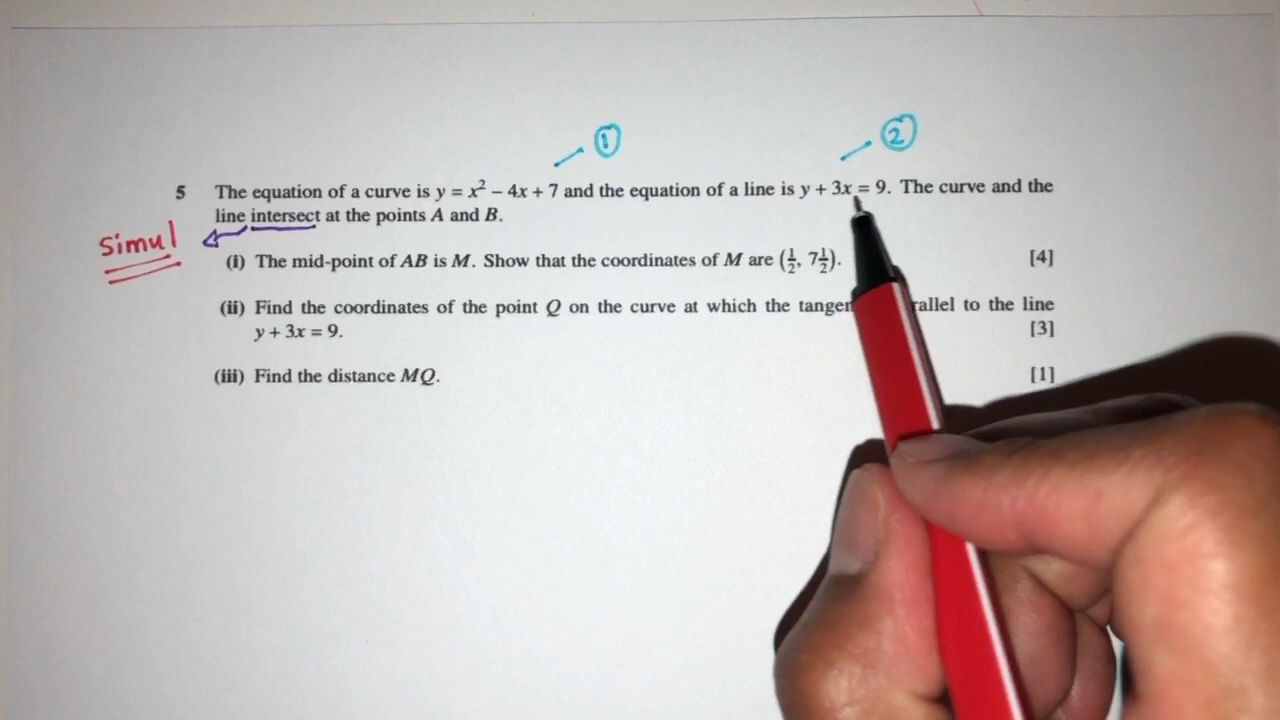 ① ②
5 The equation of a curve is y = x² – 4x + 7 and the equation of a line is y + 3x = 9. The curve and the
line intersect at the points A and B.
simul
(i) The mid-point of AB is M. Show that the coordinates of M are (½, 7½). [4]
(ii) Find the coordinates of the point Q on the curve at which the rallel to the line
y + 3x = 9. [3]
(iii) Find the distance MQ. [1]